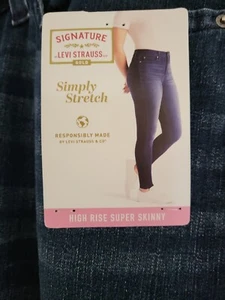 SIGNATURE
BY
LEVI STRAUSS & CO.
GOLD
Simply
Stretch
RESPONSIBLY MADE
BY LEVI STRAUSS & CO®
HIGH RISE SUPER SKINNY